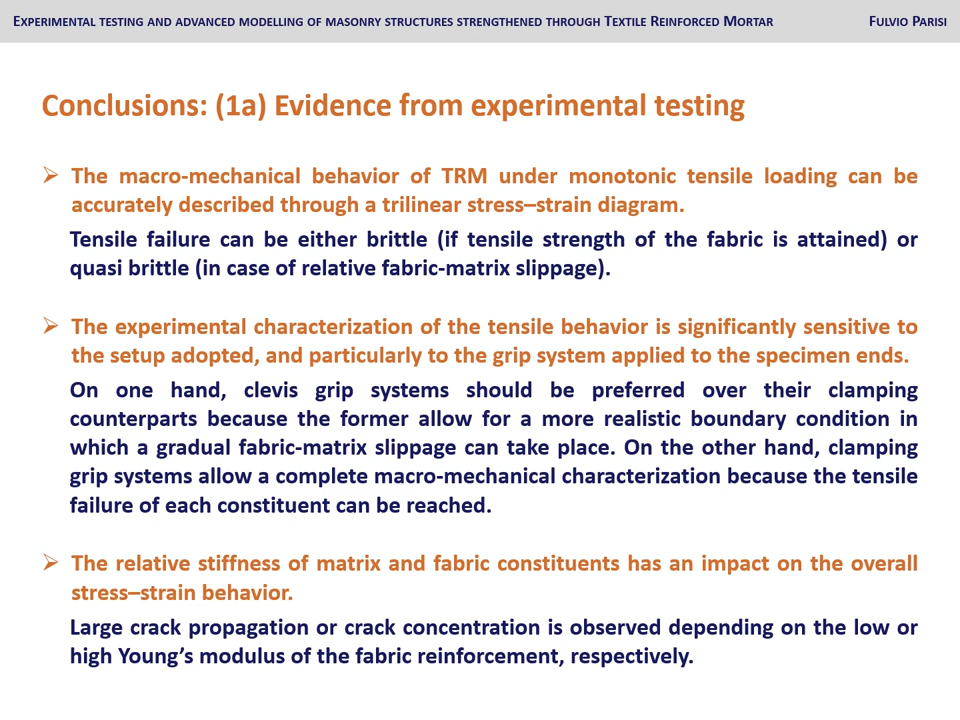 EXPERIMENTAL TESTING AND ADVANCED MODELLING OF MASONRY STRUCTURES STRENGTHENED THROUGH TEXTILE REINFORCED MORTAR FULVIO PARISI
Conclusions: (1a) Evidence from experimental testing
➢ The macro-mechanical behavior of TRM under monotonic tensile loading can be
accurately described through a trilinear stress–strain diagram.
Tensile failure can be either brittle (if tensile strength of the fabric is attained) or
quasi brittle (in case of relative fabric-matrix slippage).
➢ The experimental characterization of the tensile behavior is significantly sensitive to
the setup adopted, and particularly to the grip system applied to the specimen ends.
On one hand, clevis grip systems should be preferred over their clamping
counterparts because the former allow for a more realistic boundary condition in
which a gradual fabric-matrix slippage can take place. On the other hand, clamping
grip systems allow a complete macro-mechanical characterization because the tensile
failure of each constituent can be reached.
➢ The relative stiffness of matrix and fabric constituents has an impact on the overall
stress–strain behavior.
Large crack propagation or crack concentration is observed depending on the low or
high Young’s modulus of the fabric reinforcement, respectively.